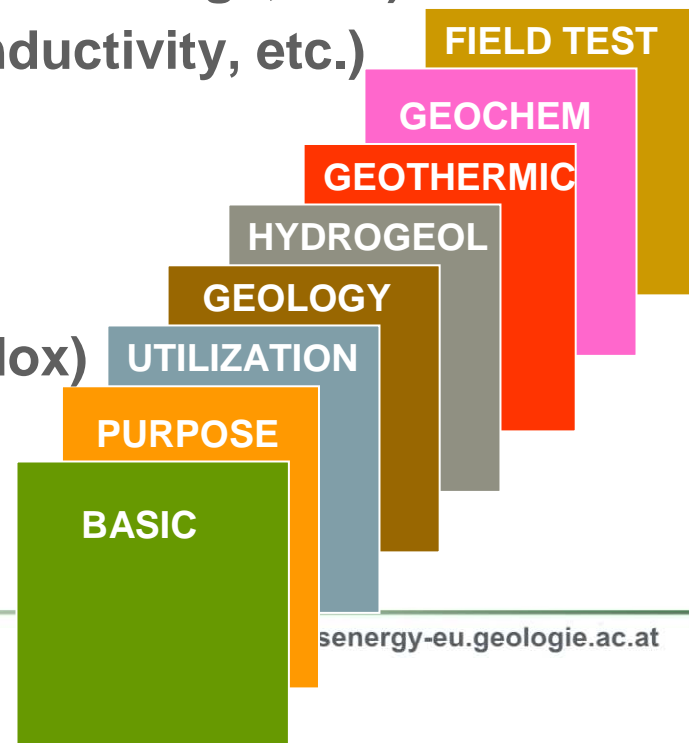 FIELD TEST
nductivity, etc.)
GEOCHEM
GEOTHERMIC
HYDROGEOL
GEOLOGY
lox) UTILIZATION
PURPOSE
BASIC
senergy-eu.geologie.ac.at